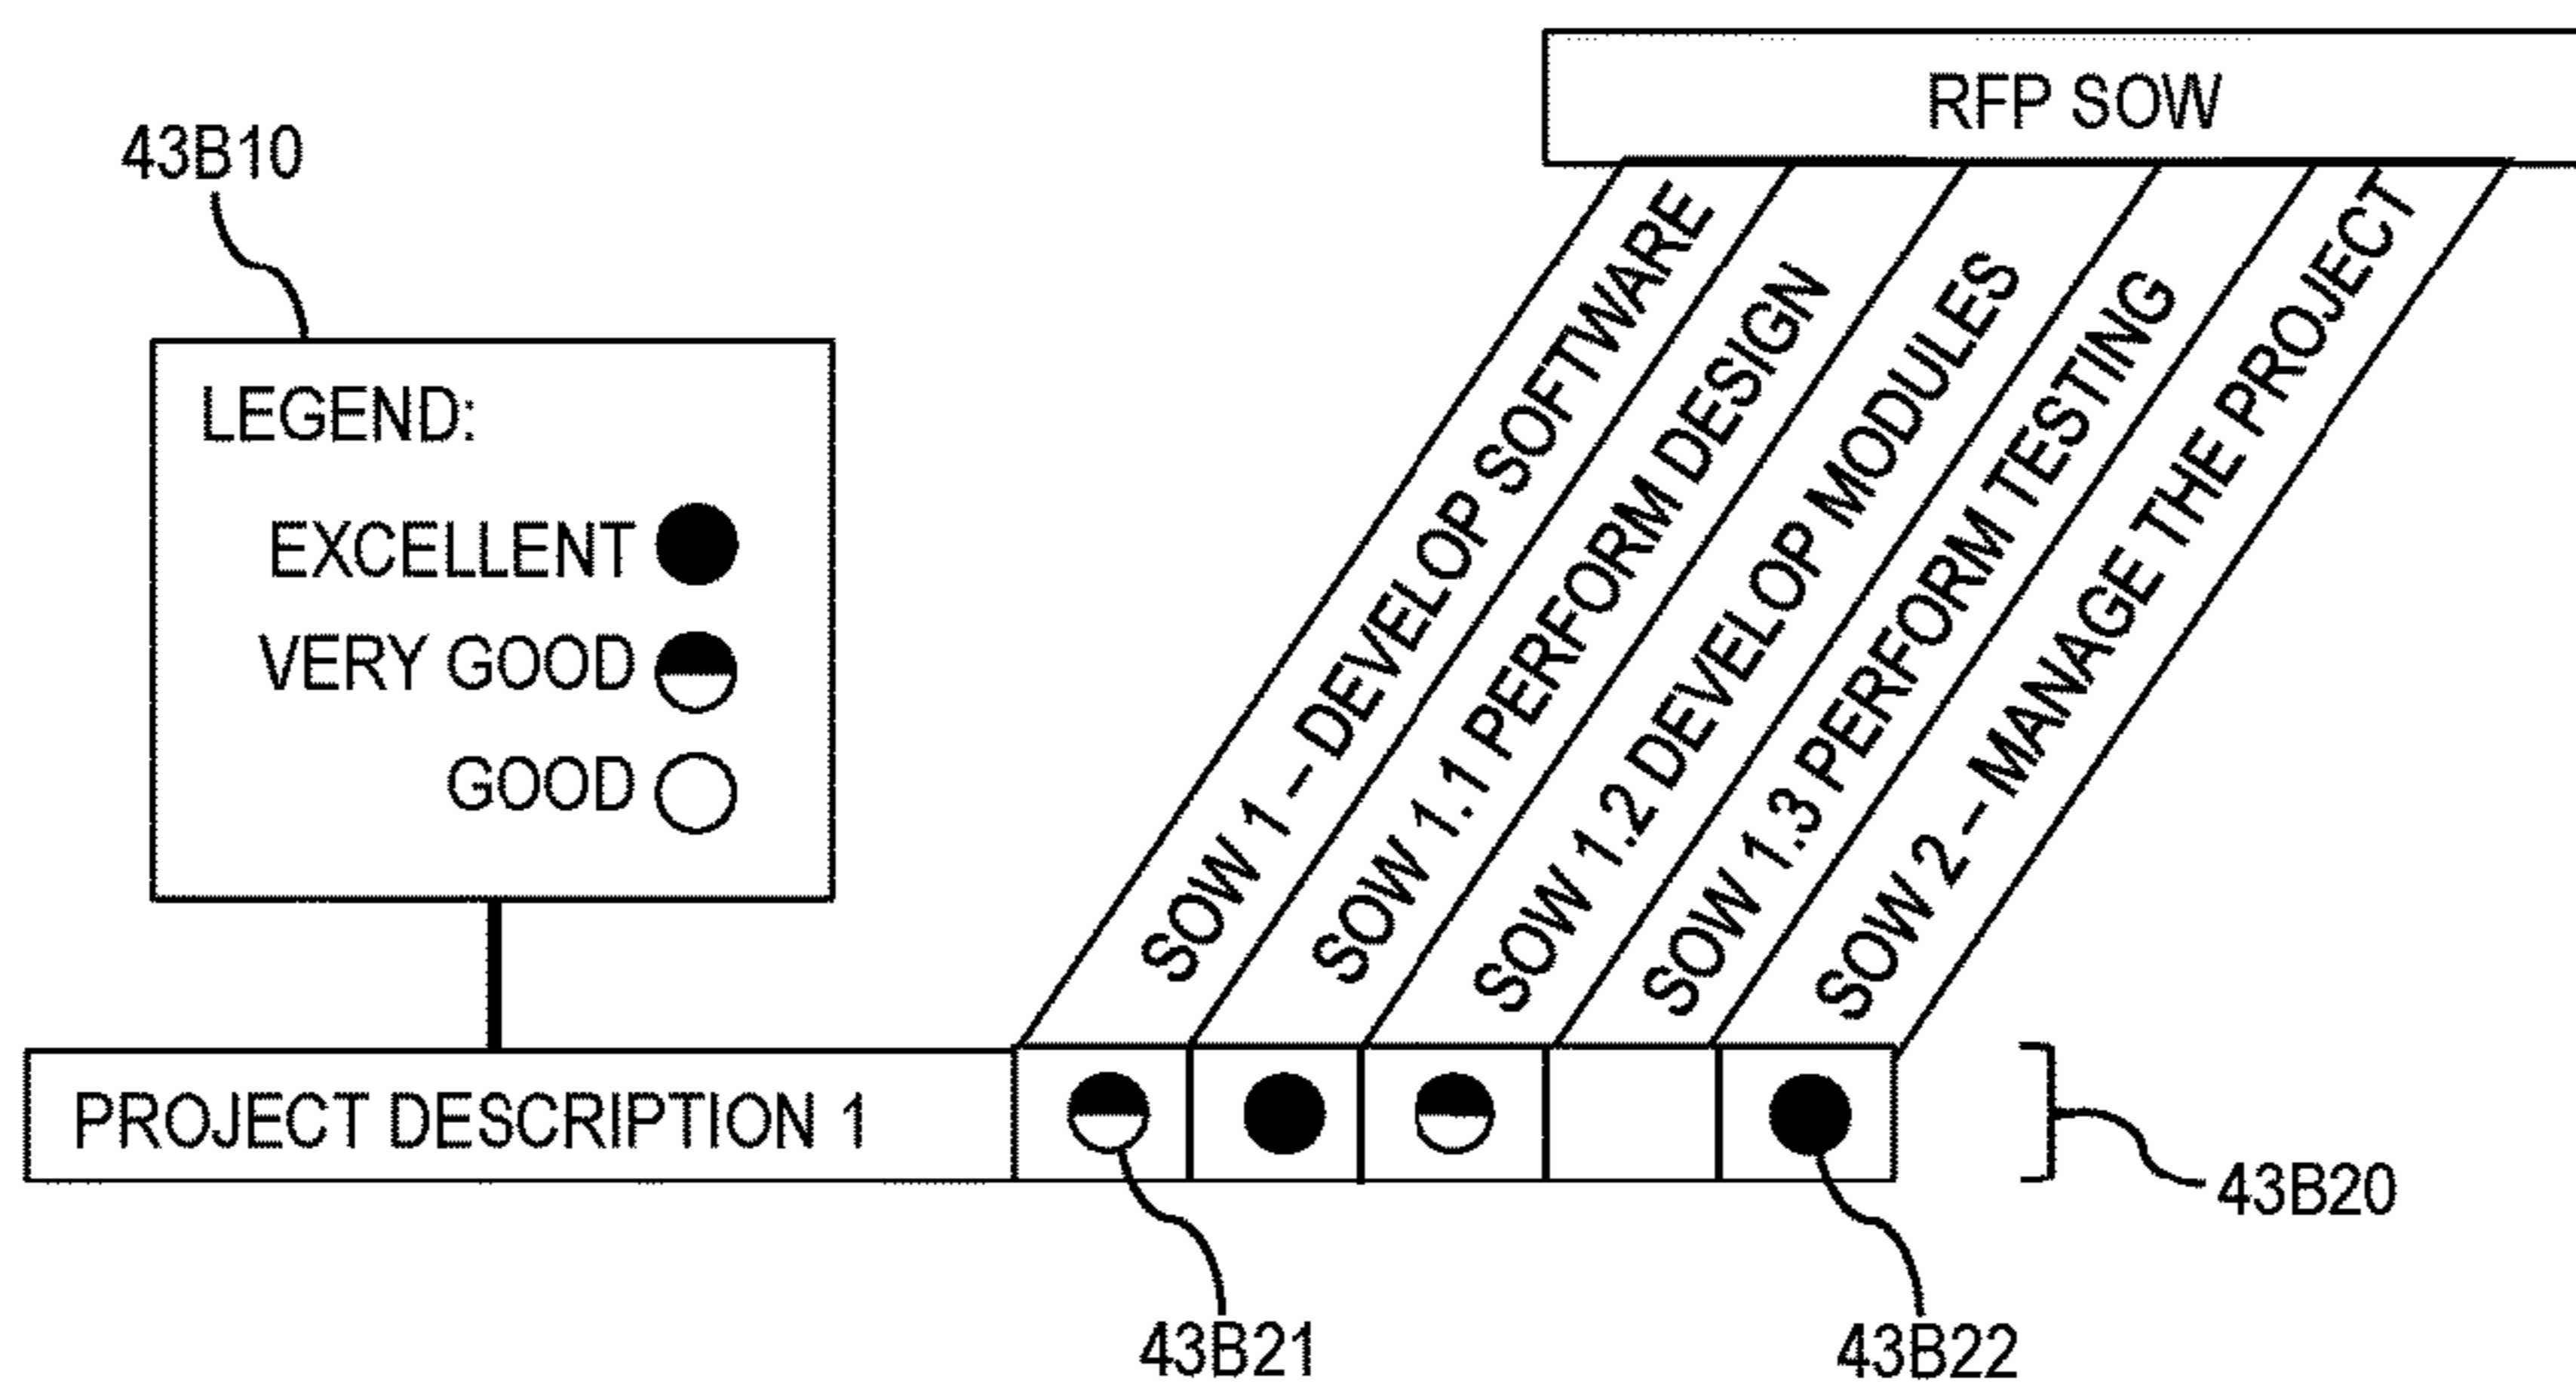 RFP SOW
43B10
LEGEND:
EXCELLENT
VERY GOOD
GOOD
SOW 1 – DEVELOP SOFTWARE
SOW 1.1 PERFORM DESIGN
SOW 1.2 DEVELOP MODULES
SOW 1.3 PERFORM TESTING
SOW 2 – MANAGE THE PROJECT
PROJECT DESCRIPTION 1
43B20
43B21
43B22